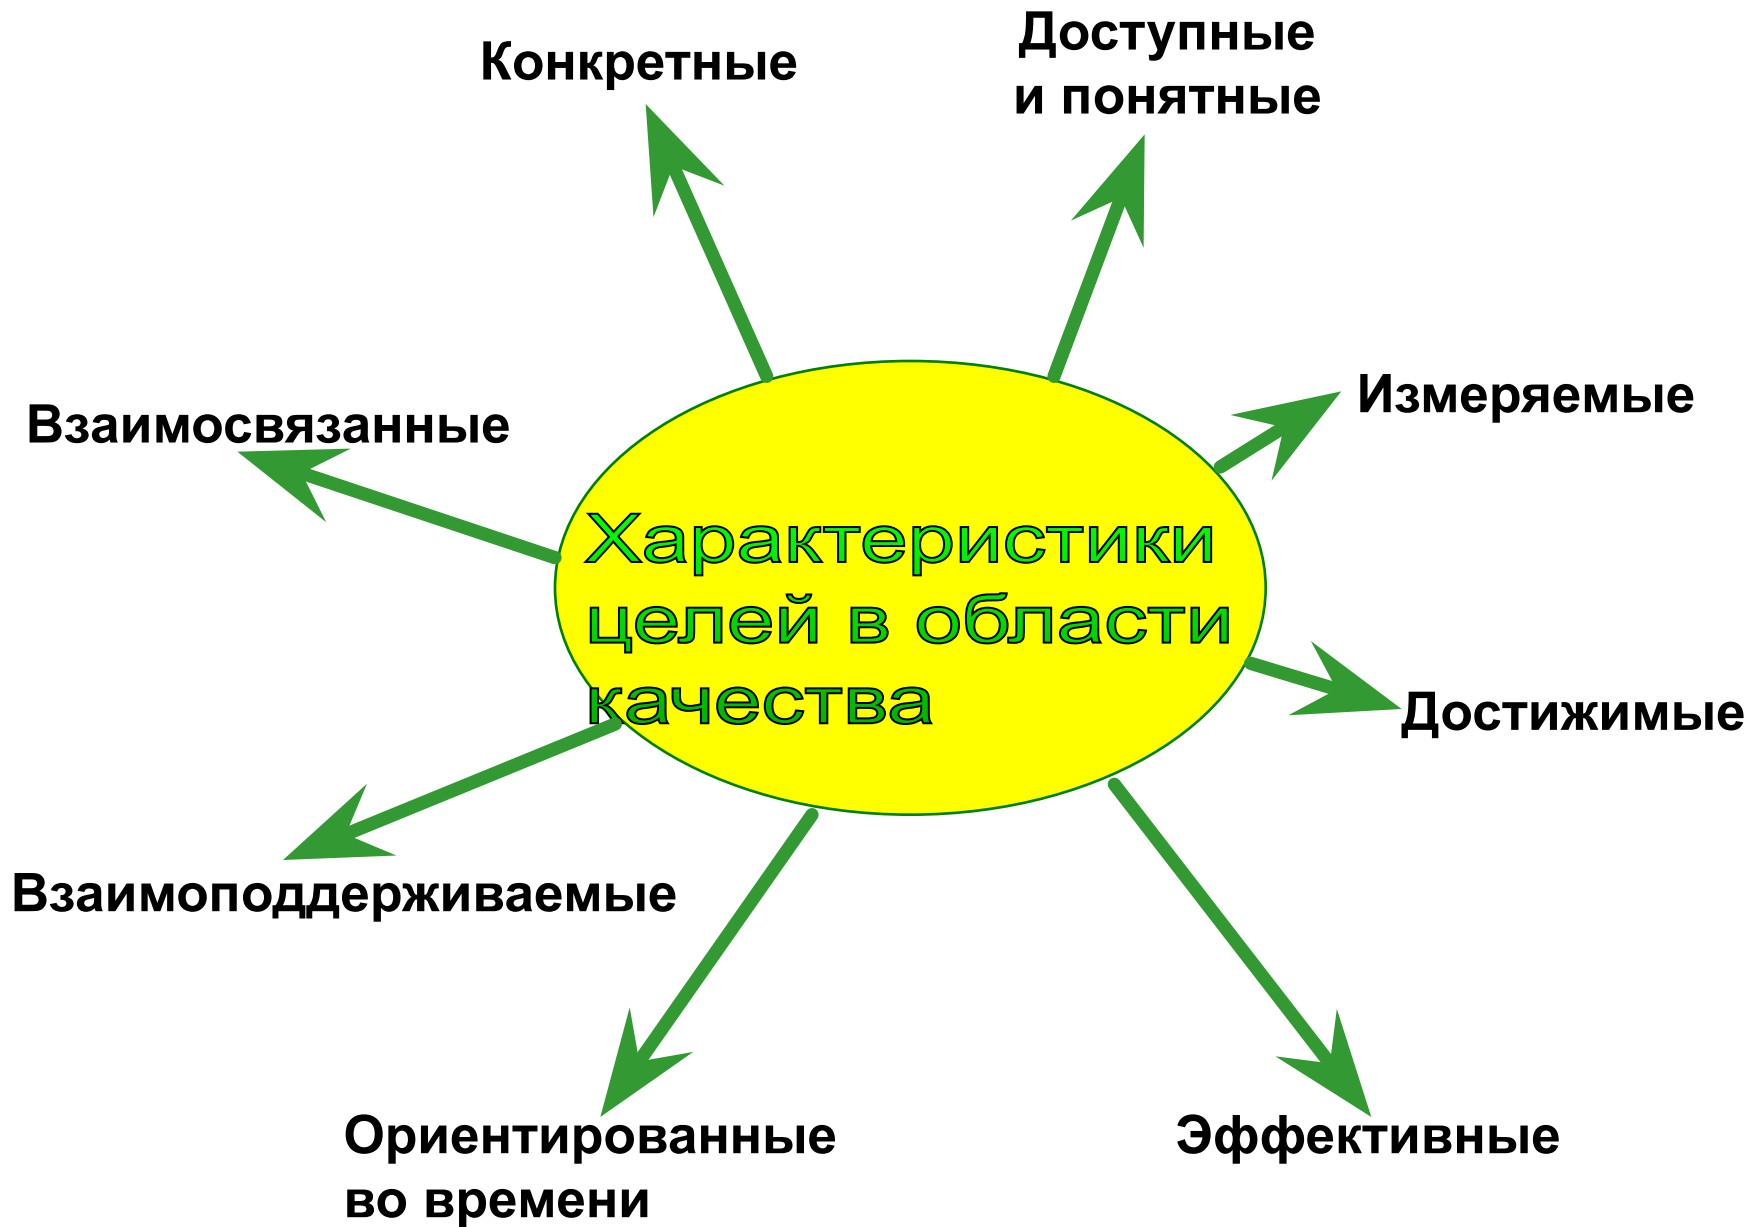 Конкретные
Доступные
и понятные
Измеряемые
Взаимосвязанные
Характеристики
целей в области
качества
Достижимые
Взаимоподдерживаемые
Ориентированные
во времени
Эффективные